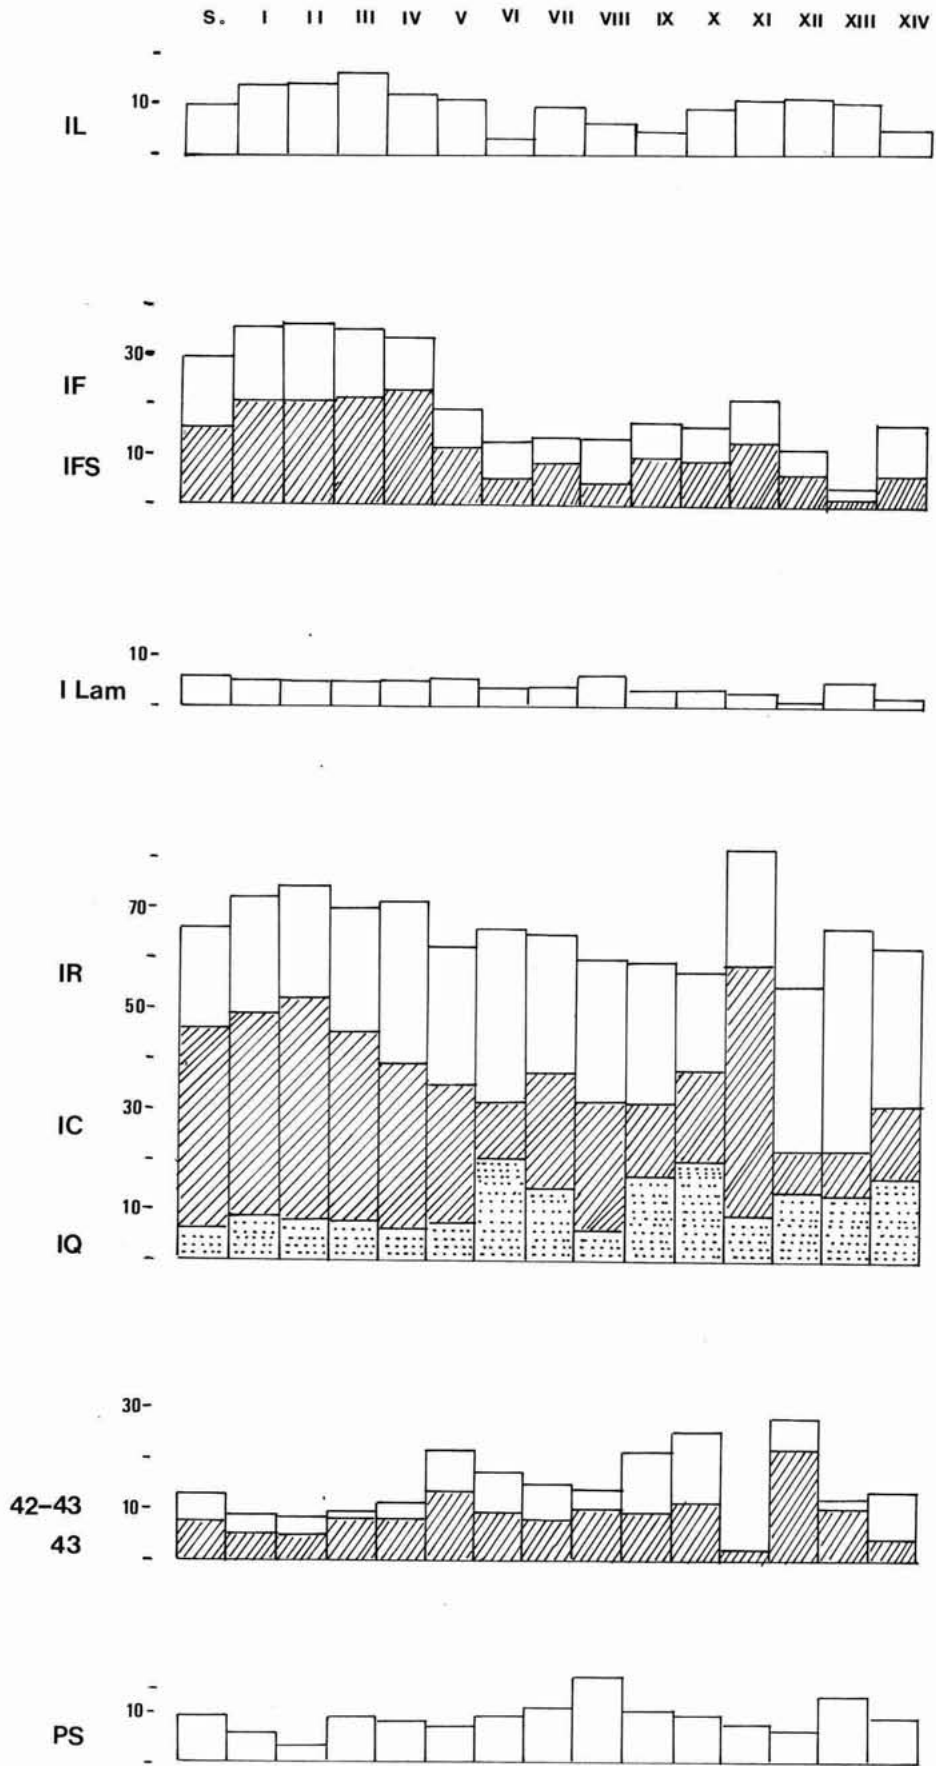 S. I II III IV V VI VII VIII IX X XI XII XIII XIV
10-
IL
30-
IF
10-
IFS
10-
I Lam
70-
IR
50-
30-
IC
10-
IQ
30-
42-43 10-
43
10-
PS